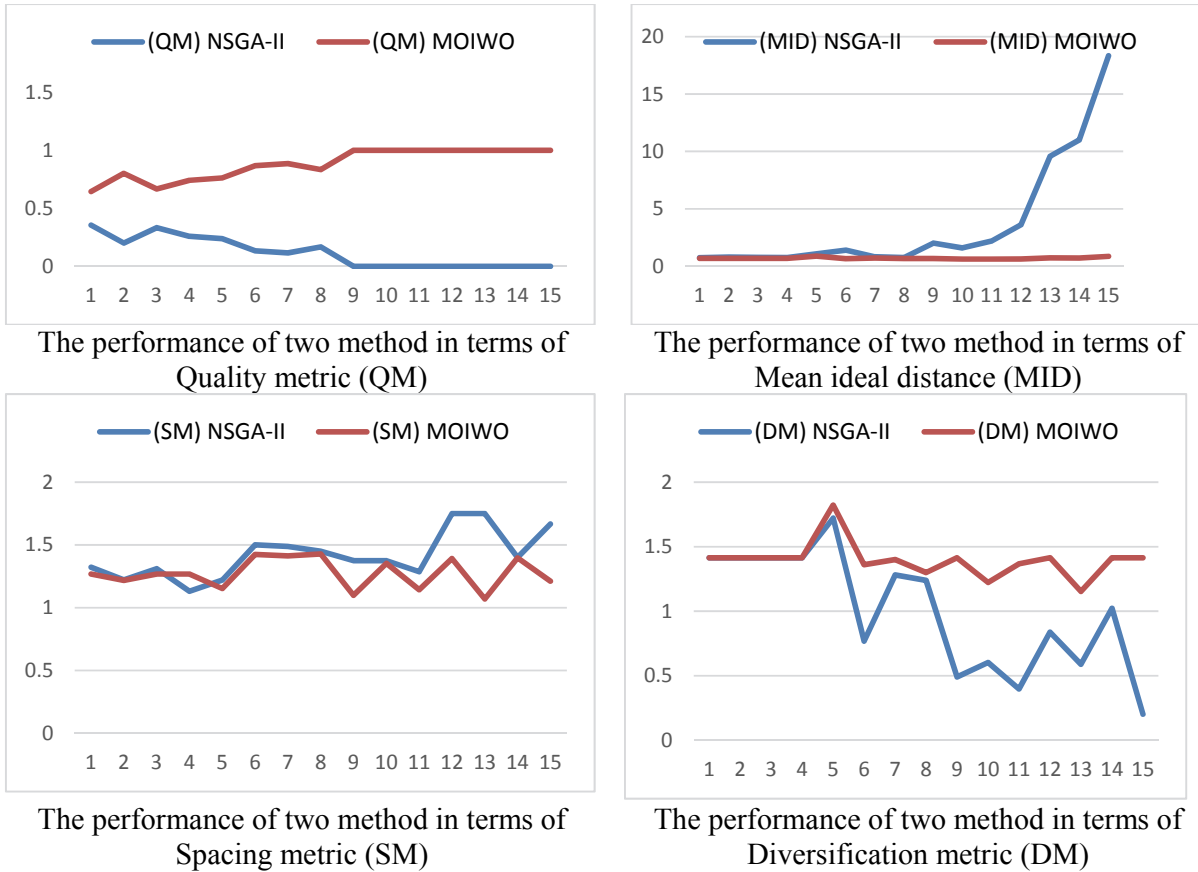 (QM) NSGA-II (QM) MOIWO
1.5
1
0.5
0
1 2 3 4 5 6 7 8 9 10 11 12 13 14 15
The performance of two method in terms of
Quality metric (QM)
(MID) NSGA-II (MID) MOIWO
20
15
10
5
0
1 2 3 4 5 6 7 8 9 10 11 12 13 14 15
The performance of two method in terms of
Mean ideal distance (MID)
(SM) NSGA-II (SM) MOIWO
2
1.5
1
0.5
0
1 2 3 4 5 6 7 8 9 10 11 12 13 14 15
The performance of two method in terms of
Spacing metric (SM)
(DM) NSGA-II (DM) MOIWO
2
1.5
1
0.5
0
1 2 3 4 5 6 7 8 9 10 11 12 13 14 15
The performance of two method in terms of
Diversification metric (DM)